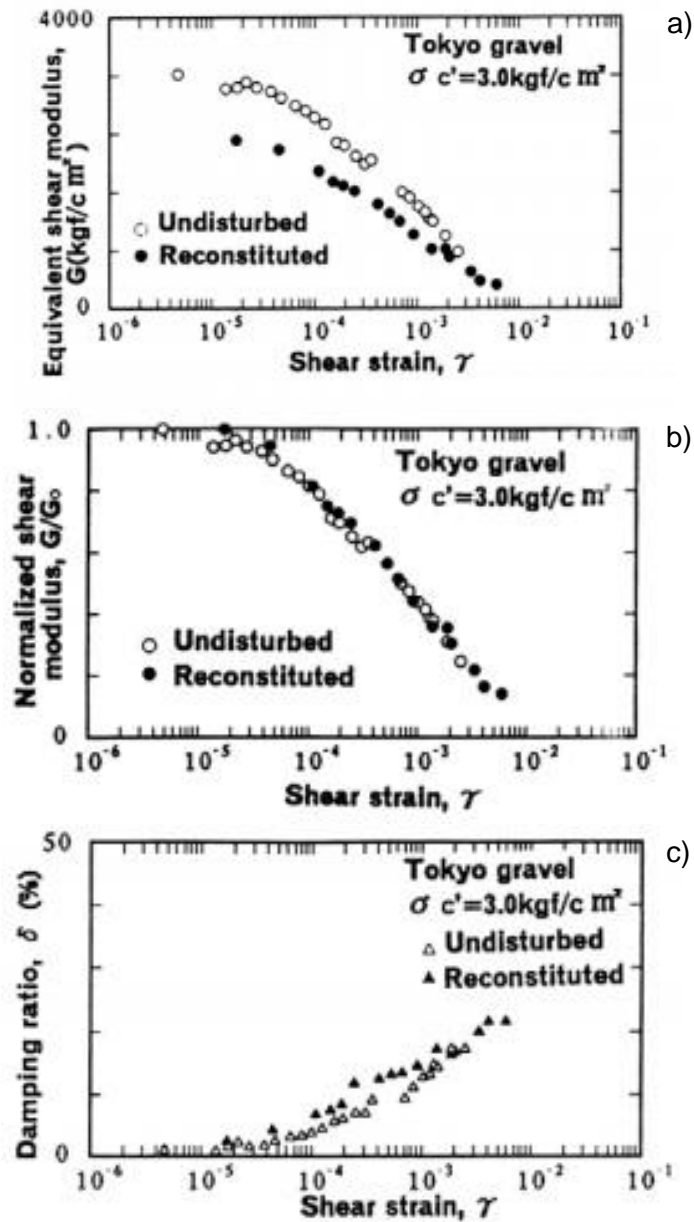 a)
4000
Tokyo gravel
σ c'=3.0kgf/c m²
Equivalent shear modulus,
G(kgf/c m²)
○ Undisturbed
● Reconstituted
0
10⁻⁶ 10⁻⁵ 10⁻⁴ 10⁻³ 10⁻² 10⁻¹
Shear strain, γ
b)
1.0
Tokyo gravel
σ c'=3.0kgf/c m²
Normalized shear
modulus, G/G₀
○ Undisturbed
● Reconstituted
0
10⁻⁶ 10⁻⁵ 10⁻⁴ 10⁻³ 10⁻² 10⁻¹
Shear strain, γ
c)
50
Tokyo gravel
σ c'=3.0kgf/c m²
△ Undisturbed
▲ Reconstituted
Damping ratio, δ (%)
0
10⁻⁶ 10⁻⁵ 10⁻⁴ 10⁻³ 10⁻² 10⁻¹
Shear strain, γ